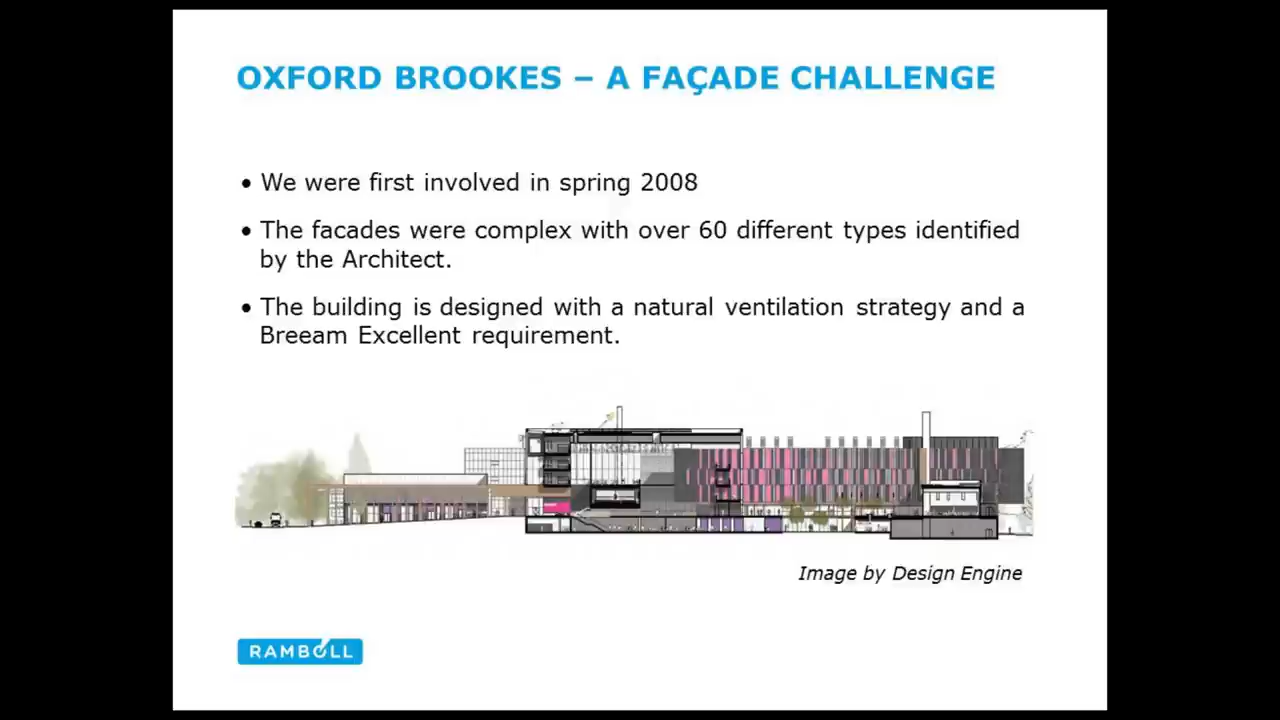 OXFORD BROOKES – A FAÇADE CHALLENGE
• We were first involved in spring 2008
• The facades were complex with over 60 different types identified
by the Architect.
• The building is designed with a natural ventilation strategy and a
Breeam Excellent requirement.
Image by Design Engine
RAMBOLL